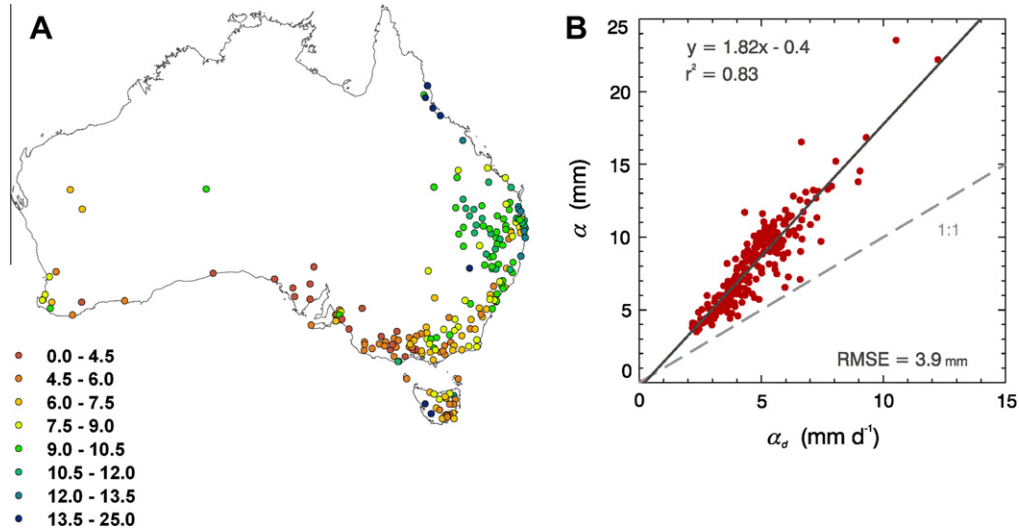 A
0.0 - 4.5
4.5 - 6.0
6.0 - 7.5
7.5 - 9.0
9.0 - 10.5
10.5 - 12.0
12.0 - 13.5
13.5 - 25.0
B
y = 1.82x - 0.4
r² = 0.83
1:1
RMSE = 3.9 mm
25
20
15
10
5
0
α (mm)
0 5 10 15
α_d (mm d⁻¹)